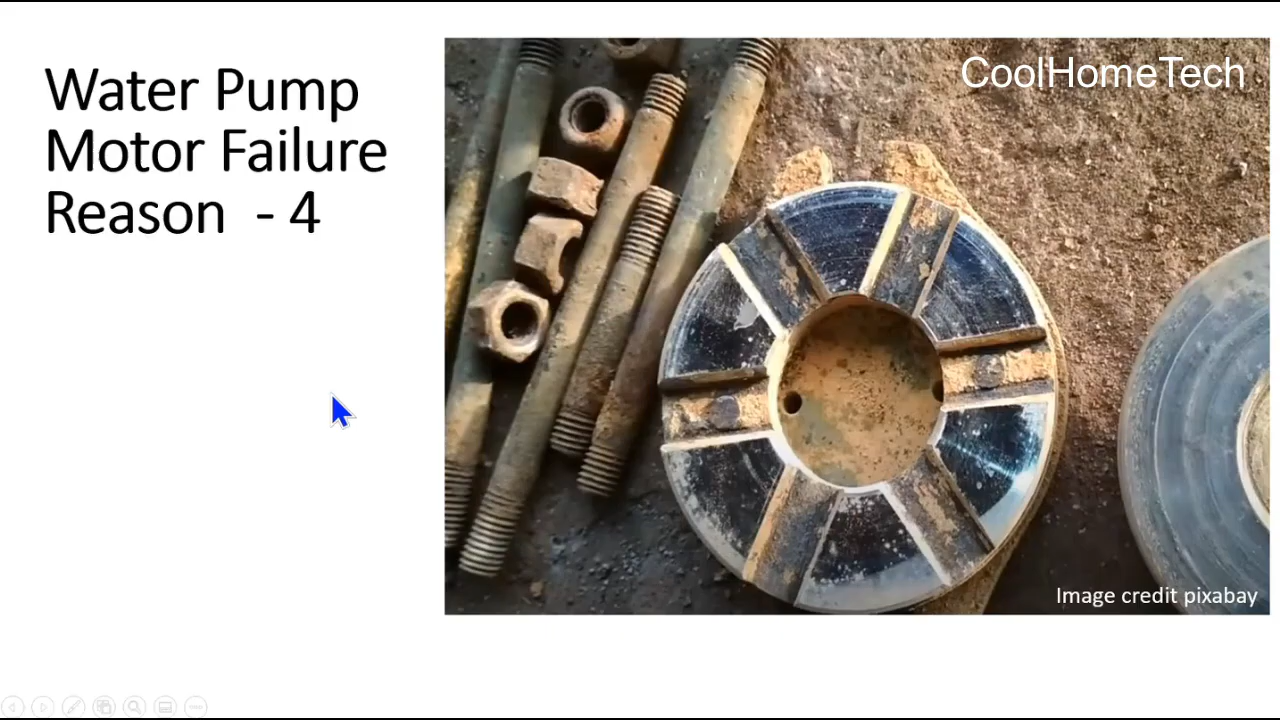 Water Pump
Motor Failure
Reason - 4
CoolHomeTech
Image credit pixabay